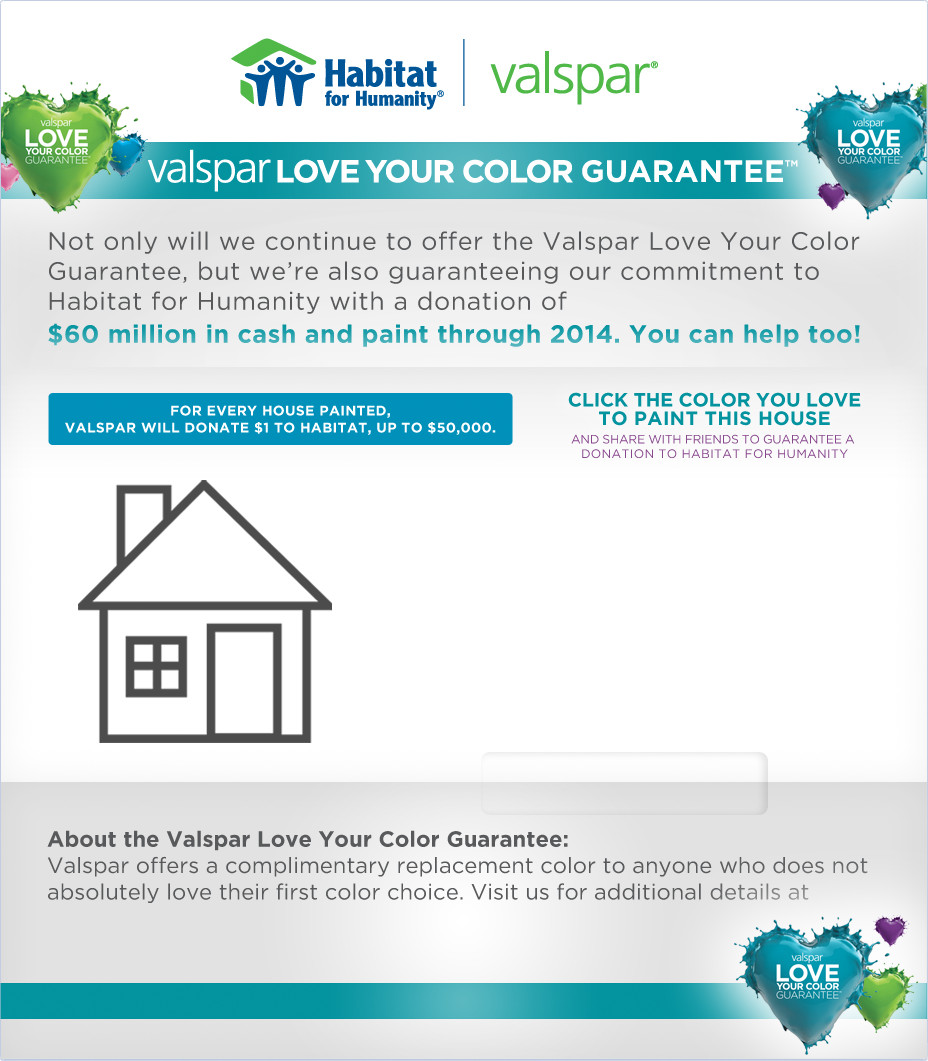 Habitat
for Humanity®
valspar®
valspar
LOVE
YOUR COLOR
GUARANTEE™
valspar
LOVE
YOUR COLOR
GUARANTEE™
valspar LOVE YOUR COLOR GUARANTEE™
Not only will we continue to offer the Valspar Love Your Color
Guarantee, but we’re also guaranteeing our commitment to
Habitat for Humanity with a donation of
$60 million in cash and paint through 2014. You can help too!
FOR EVERY HOUSE PAINTED,
VALSPAR WILL DONATE $1 TO HABITAT, UP TO $50,000.
CLICK THE COLOR YOU LOVE
TO PAINT THIS HOUSE
AND SHARE WITH FRIENDS TO GUARANTEE A
DONATION TO HABITAT FOR HUMANITY
About the Valspar Love Your Color Guarantee:
Valspar offers a complimentary replacement color to anyone who does not
absolutely love their first color choice. Visit us for additional details at
valspar
LOVE
YOUR COLOR
GUARANTEE™